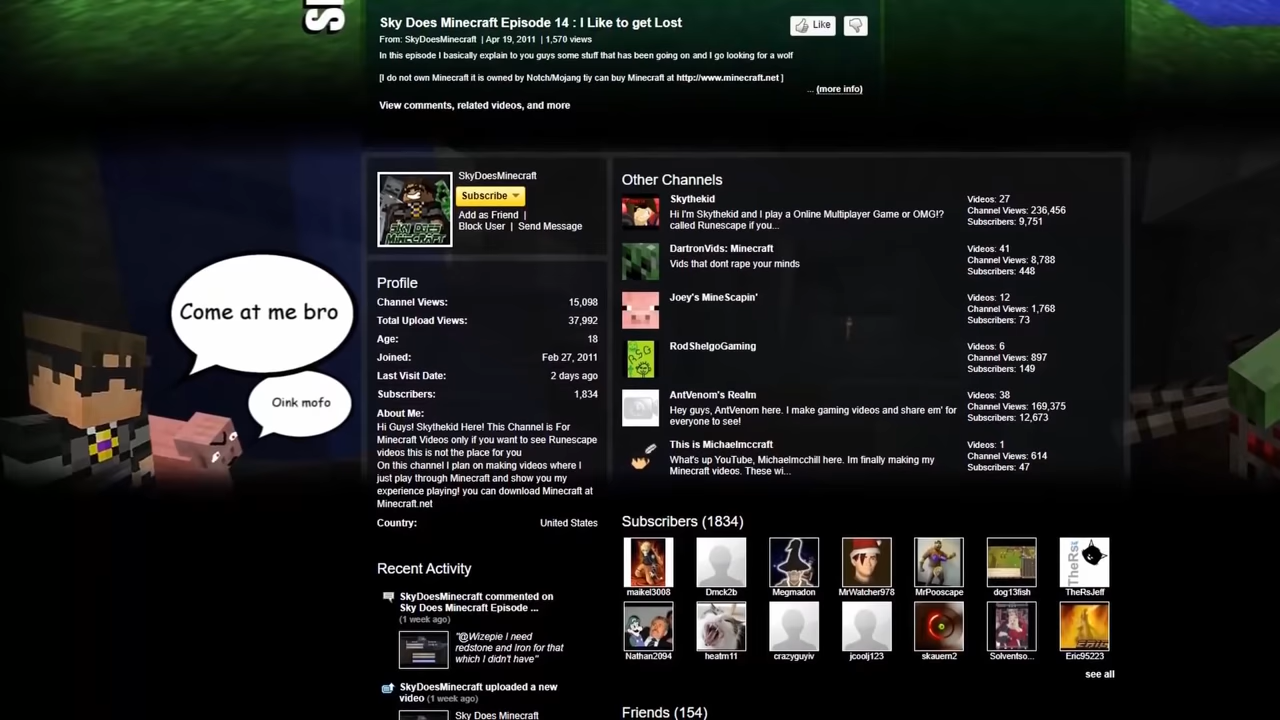 SK
Sky Does Minecraft Episode 14 : I Like to get Lost
Like
From: SkyDoesMinecraft | Apr 19, 2011 | 1,570 views
In this episode I basically explain to you guys some stuff that has been going on and I go looking for a wolf
[I do not own Minecraft it is owned by Notch/Mojang tiy can buy Minecraft at http://www.minecraft.net ]
... (more info)
View comments, related videos, and more
SkyDoesMinecraft
Subscribe
Add as Friend |
Block User | Send Message
SKY DOES
MINECRAFT
Profile
Channel Views: 15,098
Total Upload Views: 37,992
Age: 18
Joined: Feb 27, 2011
Last Visit Date: 2 days ago
Subscribers: 1,834
About Me:
Hi Guys! Skythekid Here! This Channel is For
Minecraft Videos only if you want to see Runescape
videos this is not the place for you
On this channel I plan on making videos where I
just play through Minecraft and show you my
experience playing! you can download Minecraft at
Minecraft.net
Country: United States
Recent Activity
SkyDoesMinecraft commented on
Sky Does Minecraft Episode ...
(1 week ago)
"@Wizepie I need
redstone and Iron for that
which I didn't have"
SkyDoesMinecraft uploaded a new
video (1 week ago)
Sky Does Minecraft
Come at me bro
Oink mofo
Other Channels
Skythekid
Hi I'm Skythekid and I play a Online Multiplayer Game or OMG!?
called Runescape if you...
Videos: 27
Channel Views: 236,456
Subscribers: 9,751
DartronVids: Minecraft
Vids that dont rape your minds
Videos: 41
Channel Views: 8,788
Subscribers: 448
Joey's MineScapin'
Videos: 12
Channel Views: 1,768
Subscribers: 73
RodShelgoGaming
RSG
Videos: 6
Channel Views: 897
Subscribers: 149
AntVenom's Realm
Hey guys, AntVenom here. I make gaming videos and share em' for
everyone to see!
Videos: 38
Channel Views: 169,375
Subscribers: 12,673
This is Michaelmccraft
What's up YouTube, Michaelmcchill here. Im finally making my
Minecraft videos. These wi...
Videos: 1
Channel Views: 614
Subscribers: 47
Subscribers (1834)
maikel3008 Dmck2b Megmadon MrWatcher978 MrPooscape dog13fish TheRsJeff
TheRs
Nathan2094 heatm11 crazyguyiv jcoolj123 skauern2 Solventso... Eric95223
see all
Friends (154)